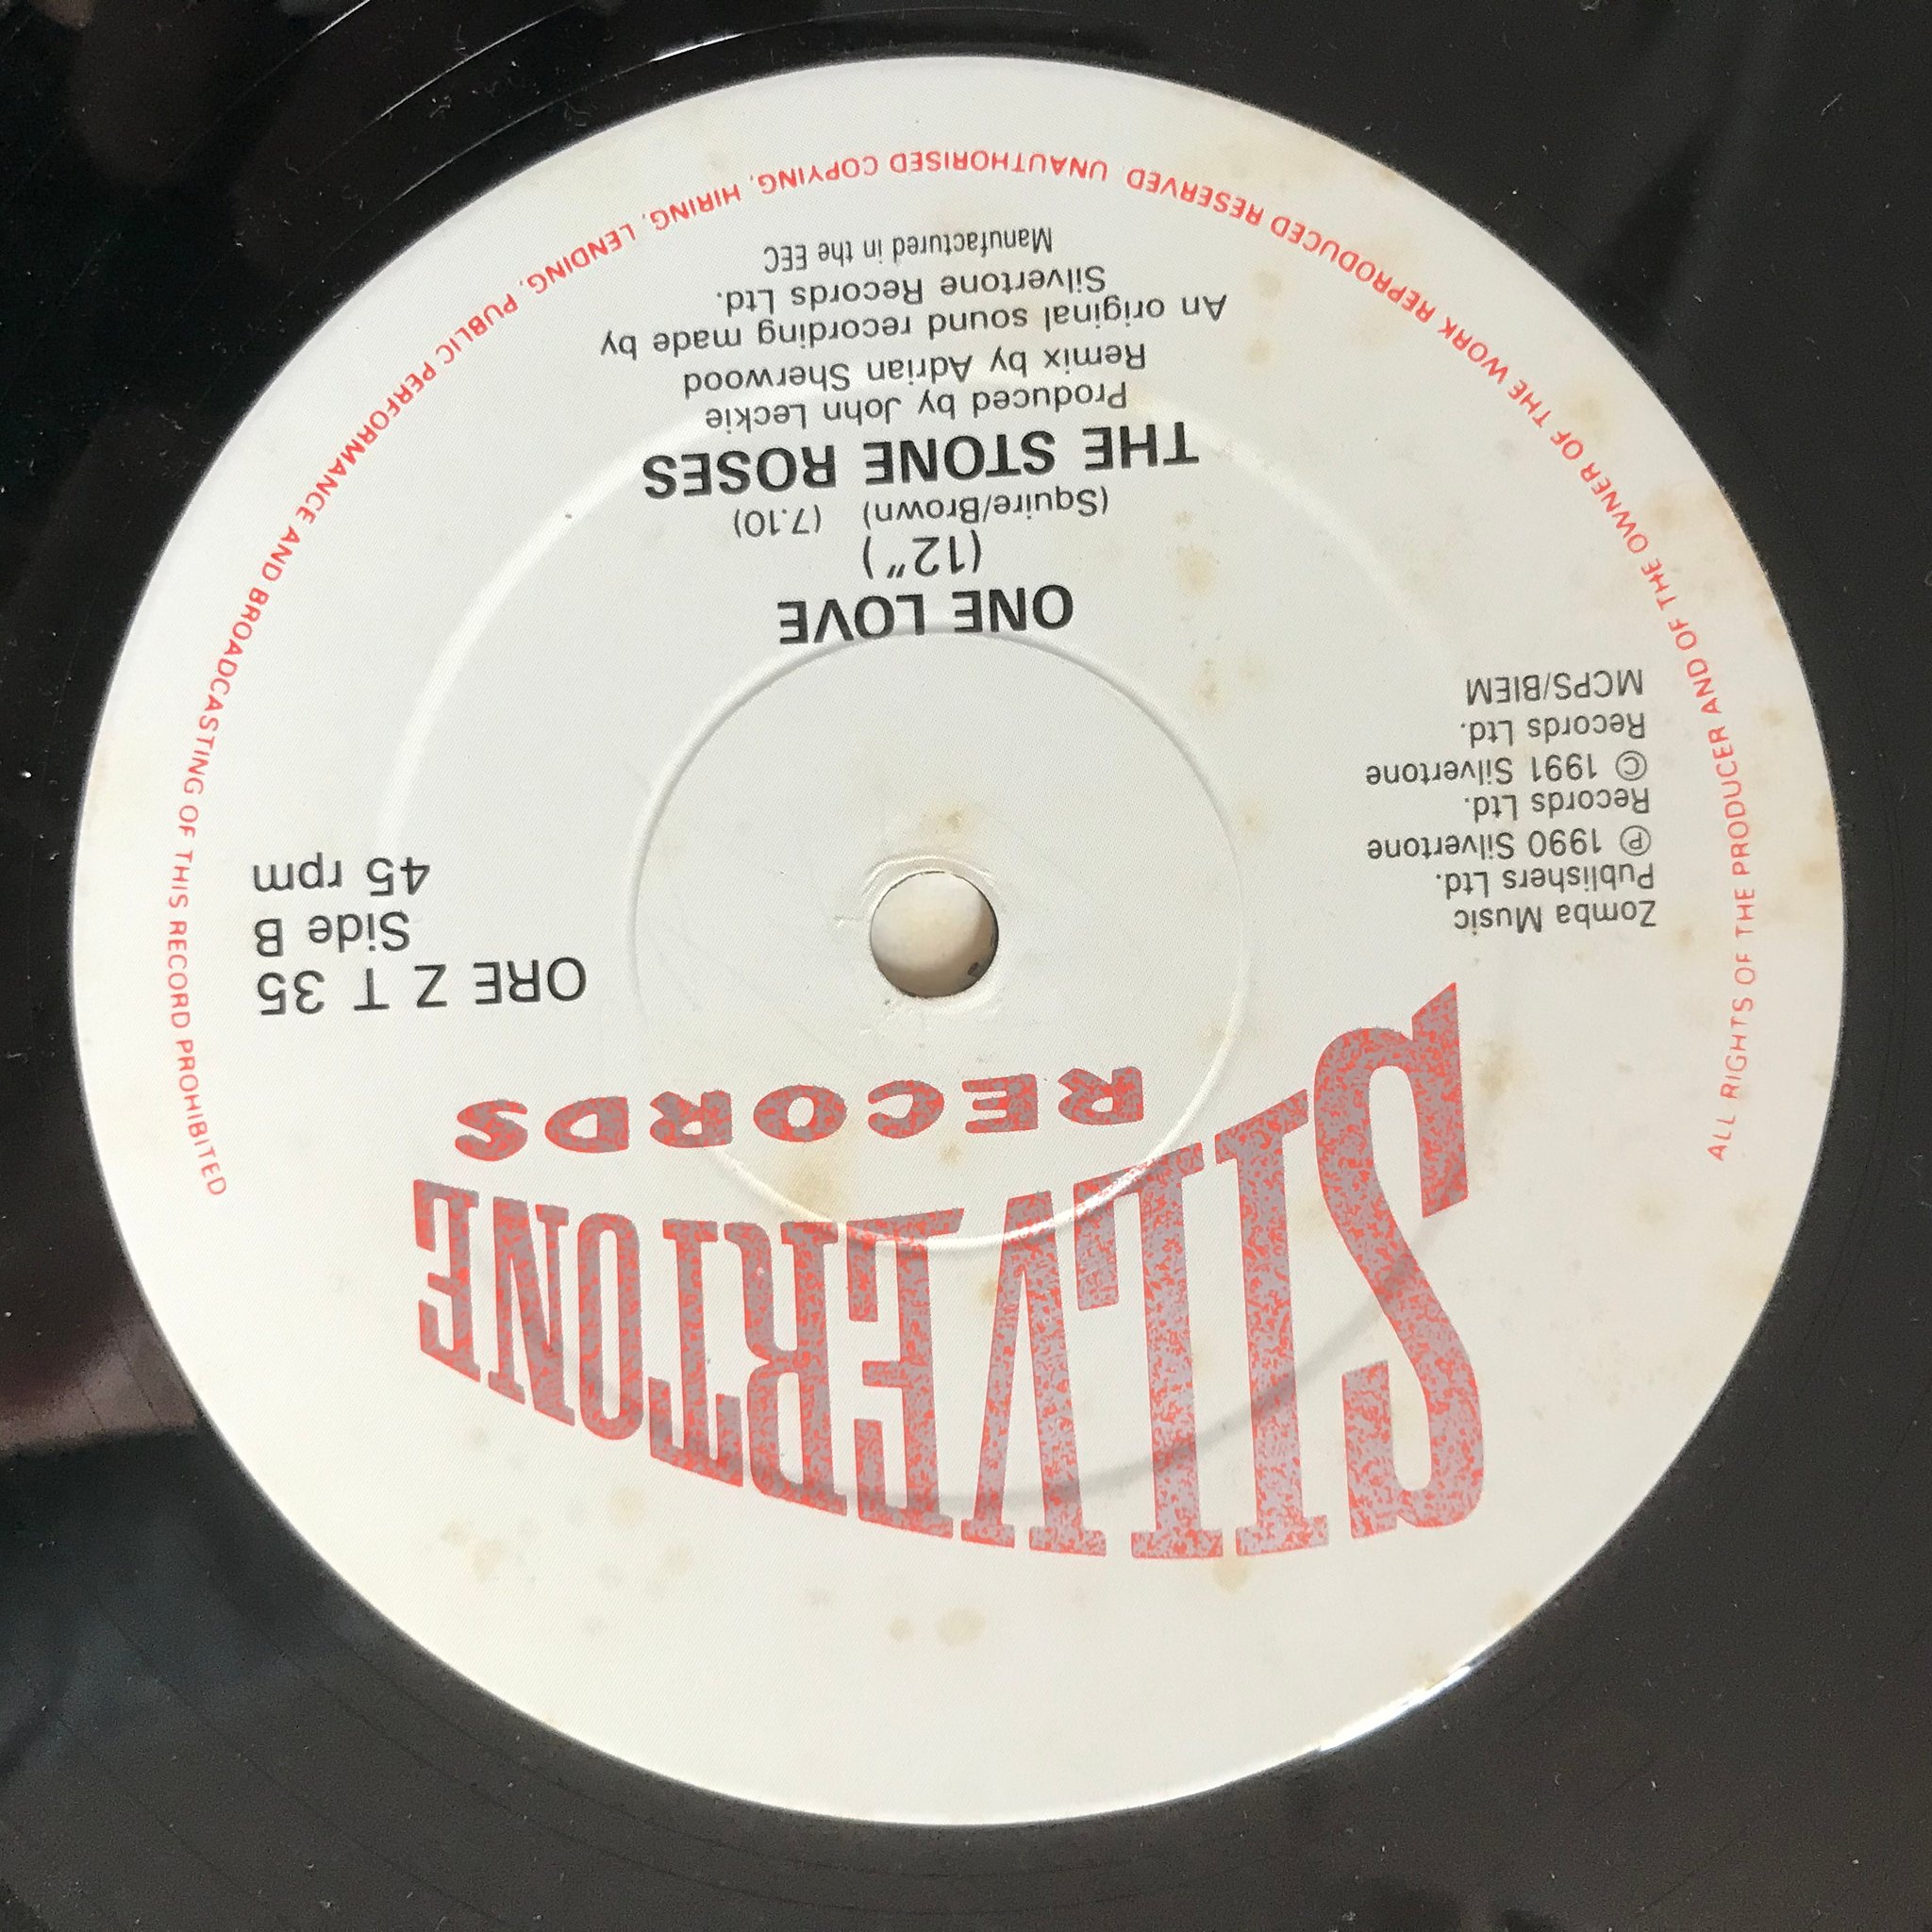 SILVERTONE
RECORDS
ORE Z T 35
Side B
45 rpm
Zomba Music
Publishers Ltd.
℗ 1990 Silvertone
Records Ltd.
© 1991 Silvertone
Records Ltd.
MCPS/BIEM
ONE LOVE
(12")
(Squire/Brown) (7.10)
THE STONE ROSES
Produced by John Leckie
Remix by Adrian Sherwood
An original sound recording made by
Silvertone Records Ltd.
Manufactured in the EEC
ALL RIGHTS OF THE PRODUCER AND OF THE OWNER OF THE WORK REPRODUCED RESERVED. UNAUTHORISED COPYING, HIRING, LENDING, PUBLIC PERFORMANCE AND BROADCASTING OF THIS RECORD PROHIBITED